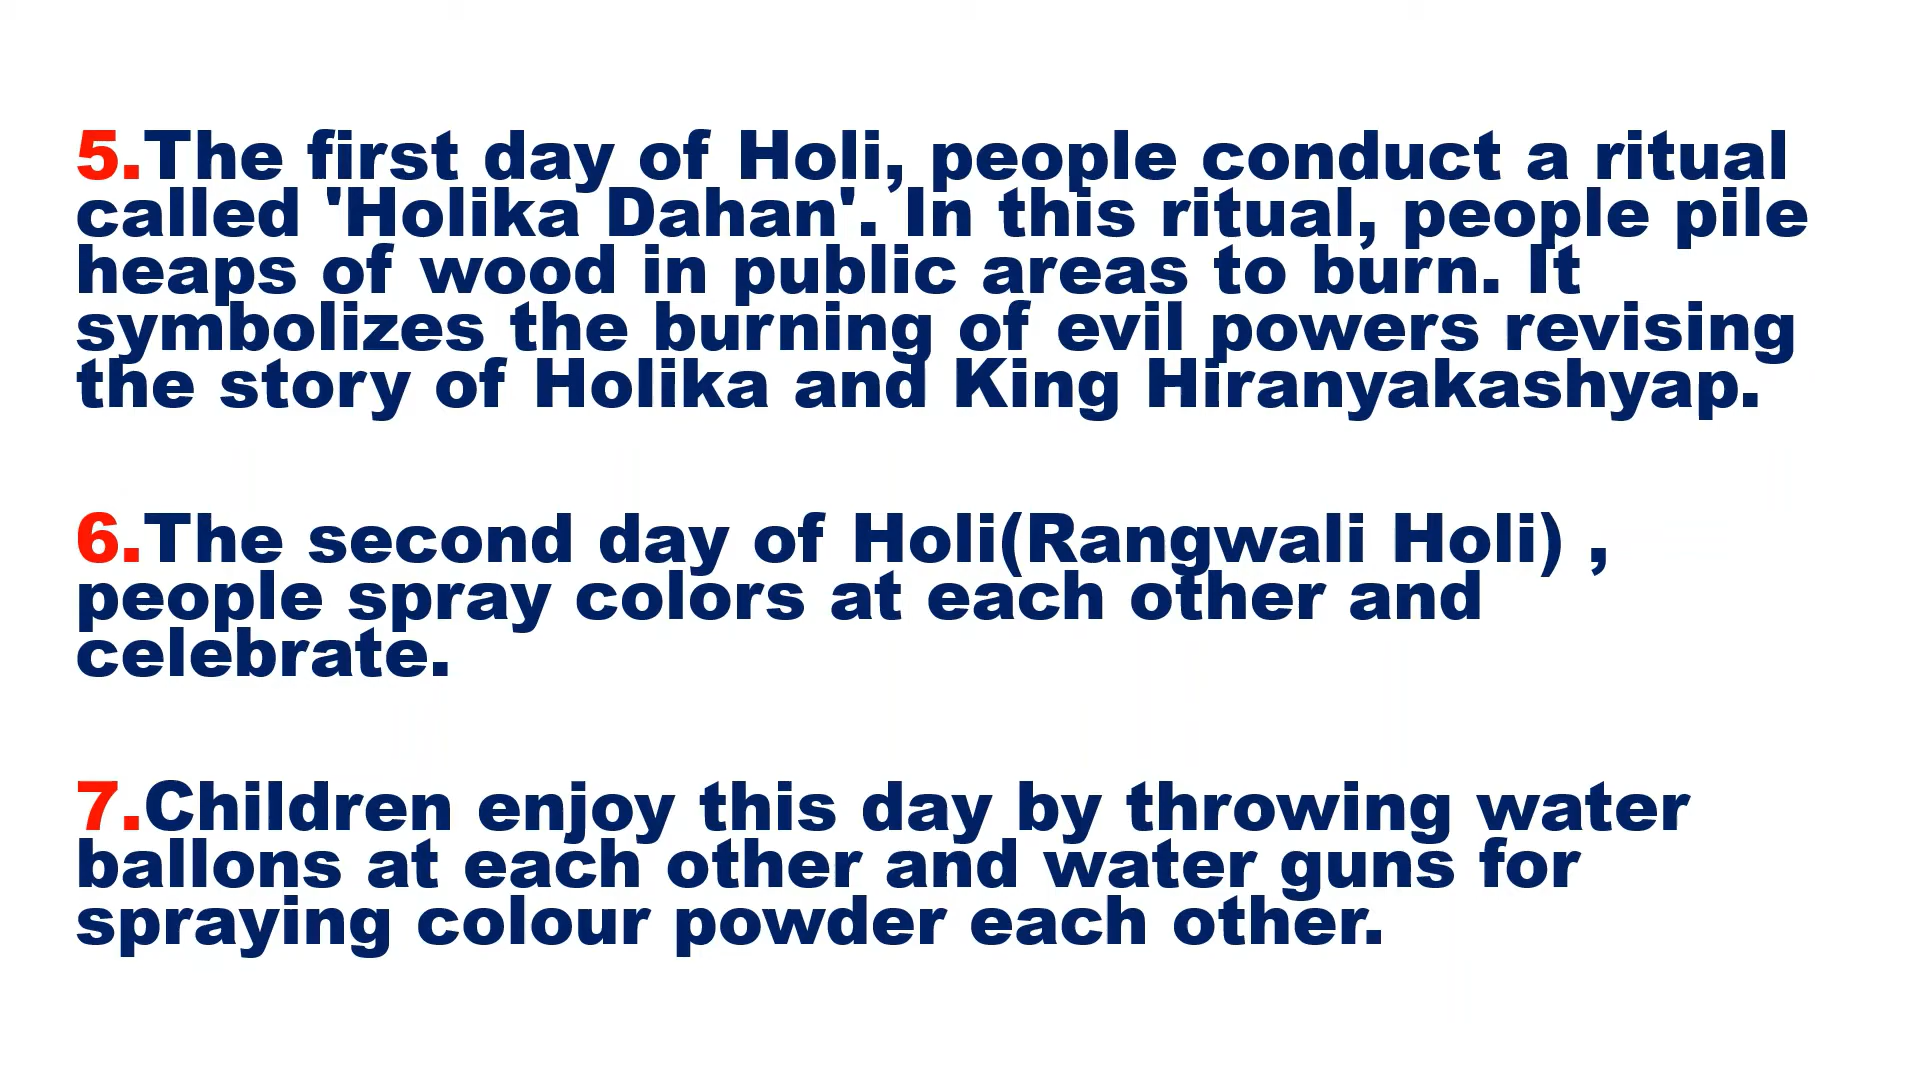 5.The first day of Holi, people conduct a ritual
called 'Holika Dahan'. In this ritual, people pile
heaps of wood in public areas to burn. It
symbolizes the burning of evil powers revising
the story of Holika and King Hiranyakashyap.
6.The second day of Holi(Rangwali Holi) ,
people spray colors at each other and
celebrate.
7.Children enjoy this day by throwing water
ballons at each other and water guns for
spraying colour powder each other.